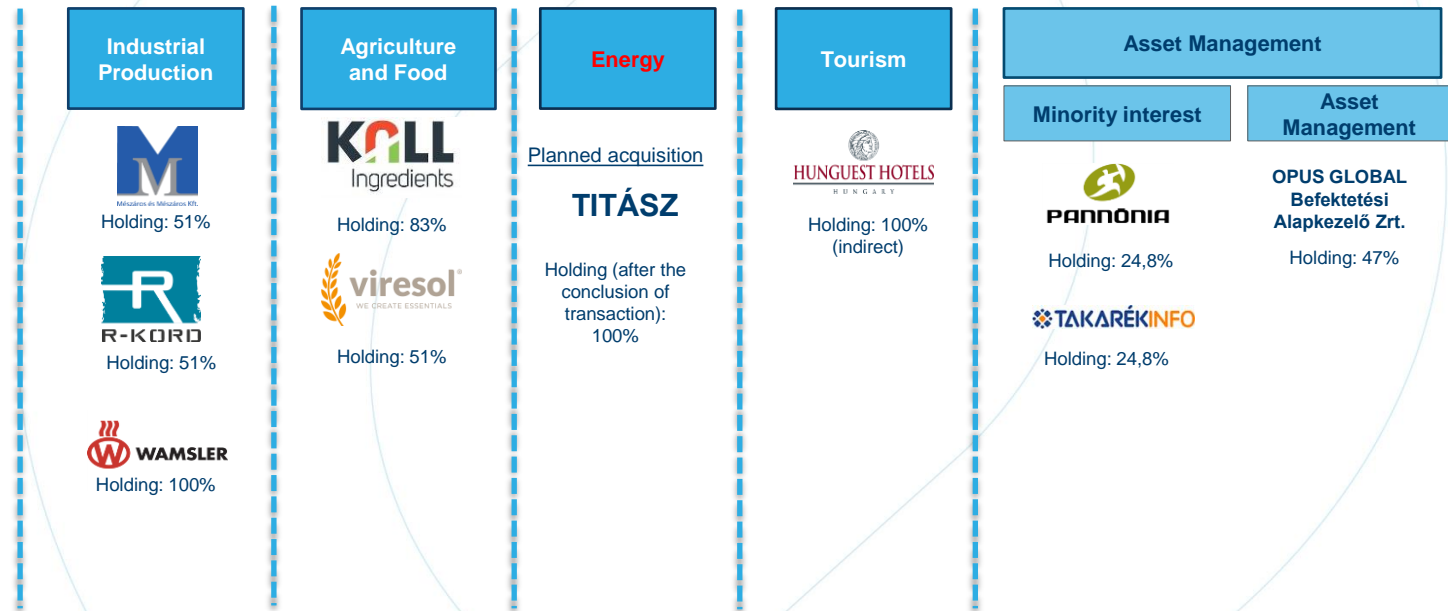 Industrial
Production
Mészáros és Mészáros Kft.
Holding: 51%
R-KORD
Holding: 51%
WAMSLER
Holding: 100%
Agriculture
and Food
KALL
Ingredients
Holding: 83%
viresol®
WE CREATE ESSENTIALS
Holding: 51%
Energy
Planned acquisition
TITÁSZ
Holding (after the
conclusion of
transaction):
100%
Tourism
HUNGUEST HOTELS
HUNGARY
Holding: 100%
(indirect)
Asset Management
Minority interest
PANNÓNIA
Holding: 24,8%
TAKARÉKINFO
Holding: 24,8%
Asset
Management
OPUS GLOBAL
Befektetési
Alapkezelő Zrt.
Holding: 47%